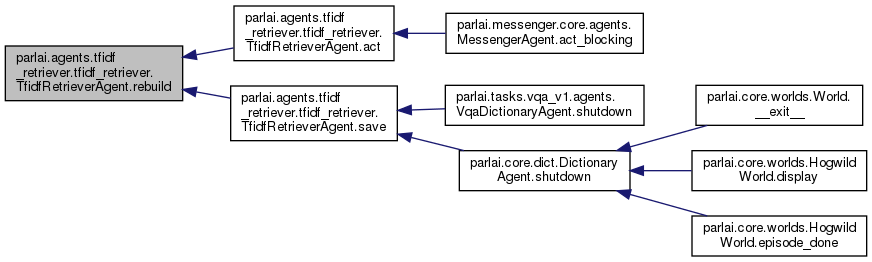 parlai.agents.tfidf
_retriever.tfidf_retriever.
TfidfRetrieverAgent.rebuild
parlai.agents.tfidf
_retriever.tfidf_retriever.
TfidfRetrieverAgent.act
parlai.messenger.core.agents.
MessengerAgent.act_blocking
parlai.agents.tfidf
_retriever.tfidf_retriever.
TfidfRetrieverAgent.save
parlai.tasks.vqa_v1.agents.
VqaDictionaryAgent.shutdown
parlai.core.dict.Dictionary
Agent.shutdown
parlai.core.worlds.World.
__exit__
parlai.core.worlds.Hogwild
World.display
parlai.core.worlds.Hogwild
World.episode_done